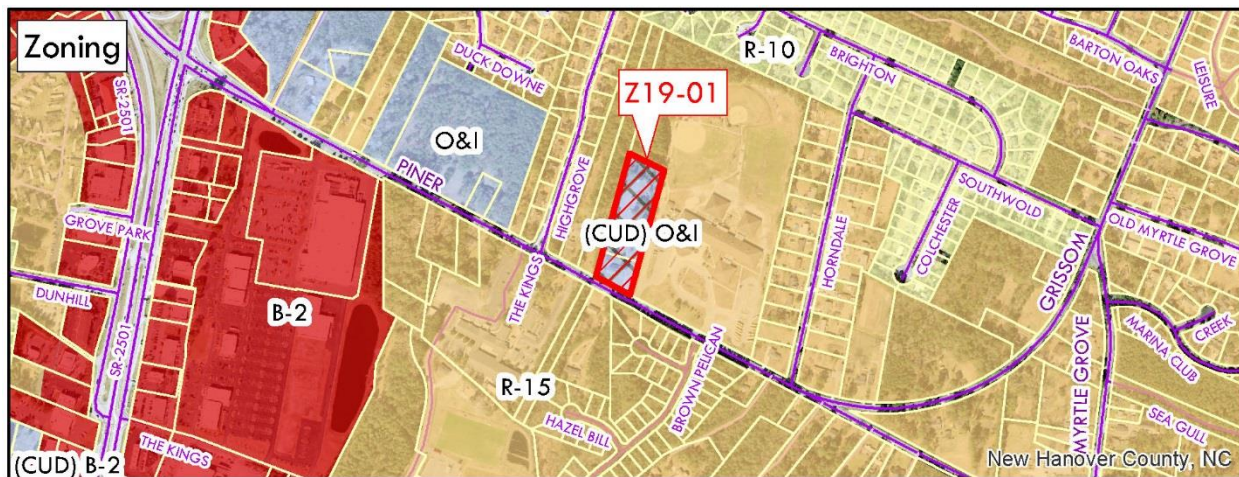 Zoning
SR-2501
DUCK DOWNE
R-10
BRIGHTON
BARTON OAKS
LEISURE
Z19-01
O&I
PINER
HIGHGROVE
SOUTHWOLD
GROVE PARK
(CUD) O&I
HORNDALE
COLCHESTER
OLD MYRTLE GROVE
GRISSOM
DUNHILL
B-2
THE KINGS
SR-2501
R-15
BROWN PELICAN
MYRTLE GROVE
MARINA CLUB
CREEK
HAZEL BILL
SEA GULL
THE KINGS
(CUD) B-2
New Hanover County, NC